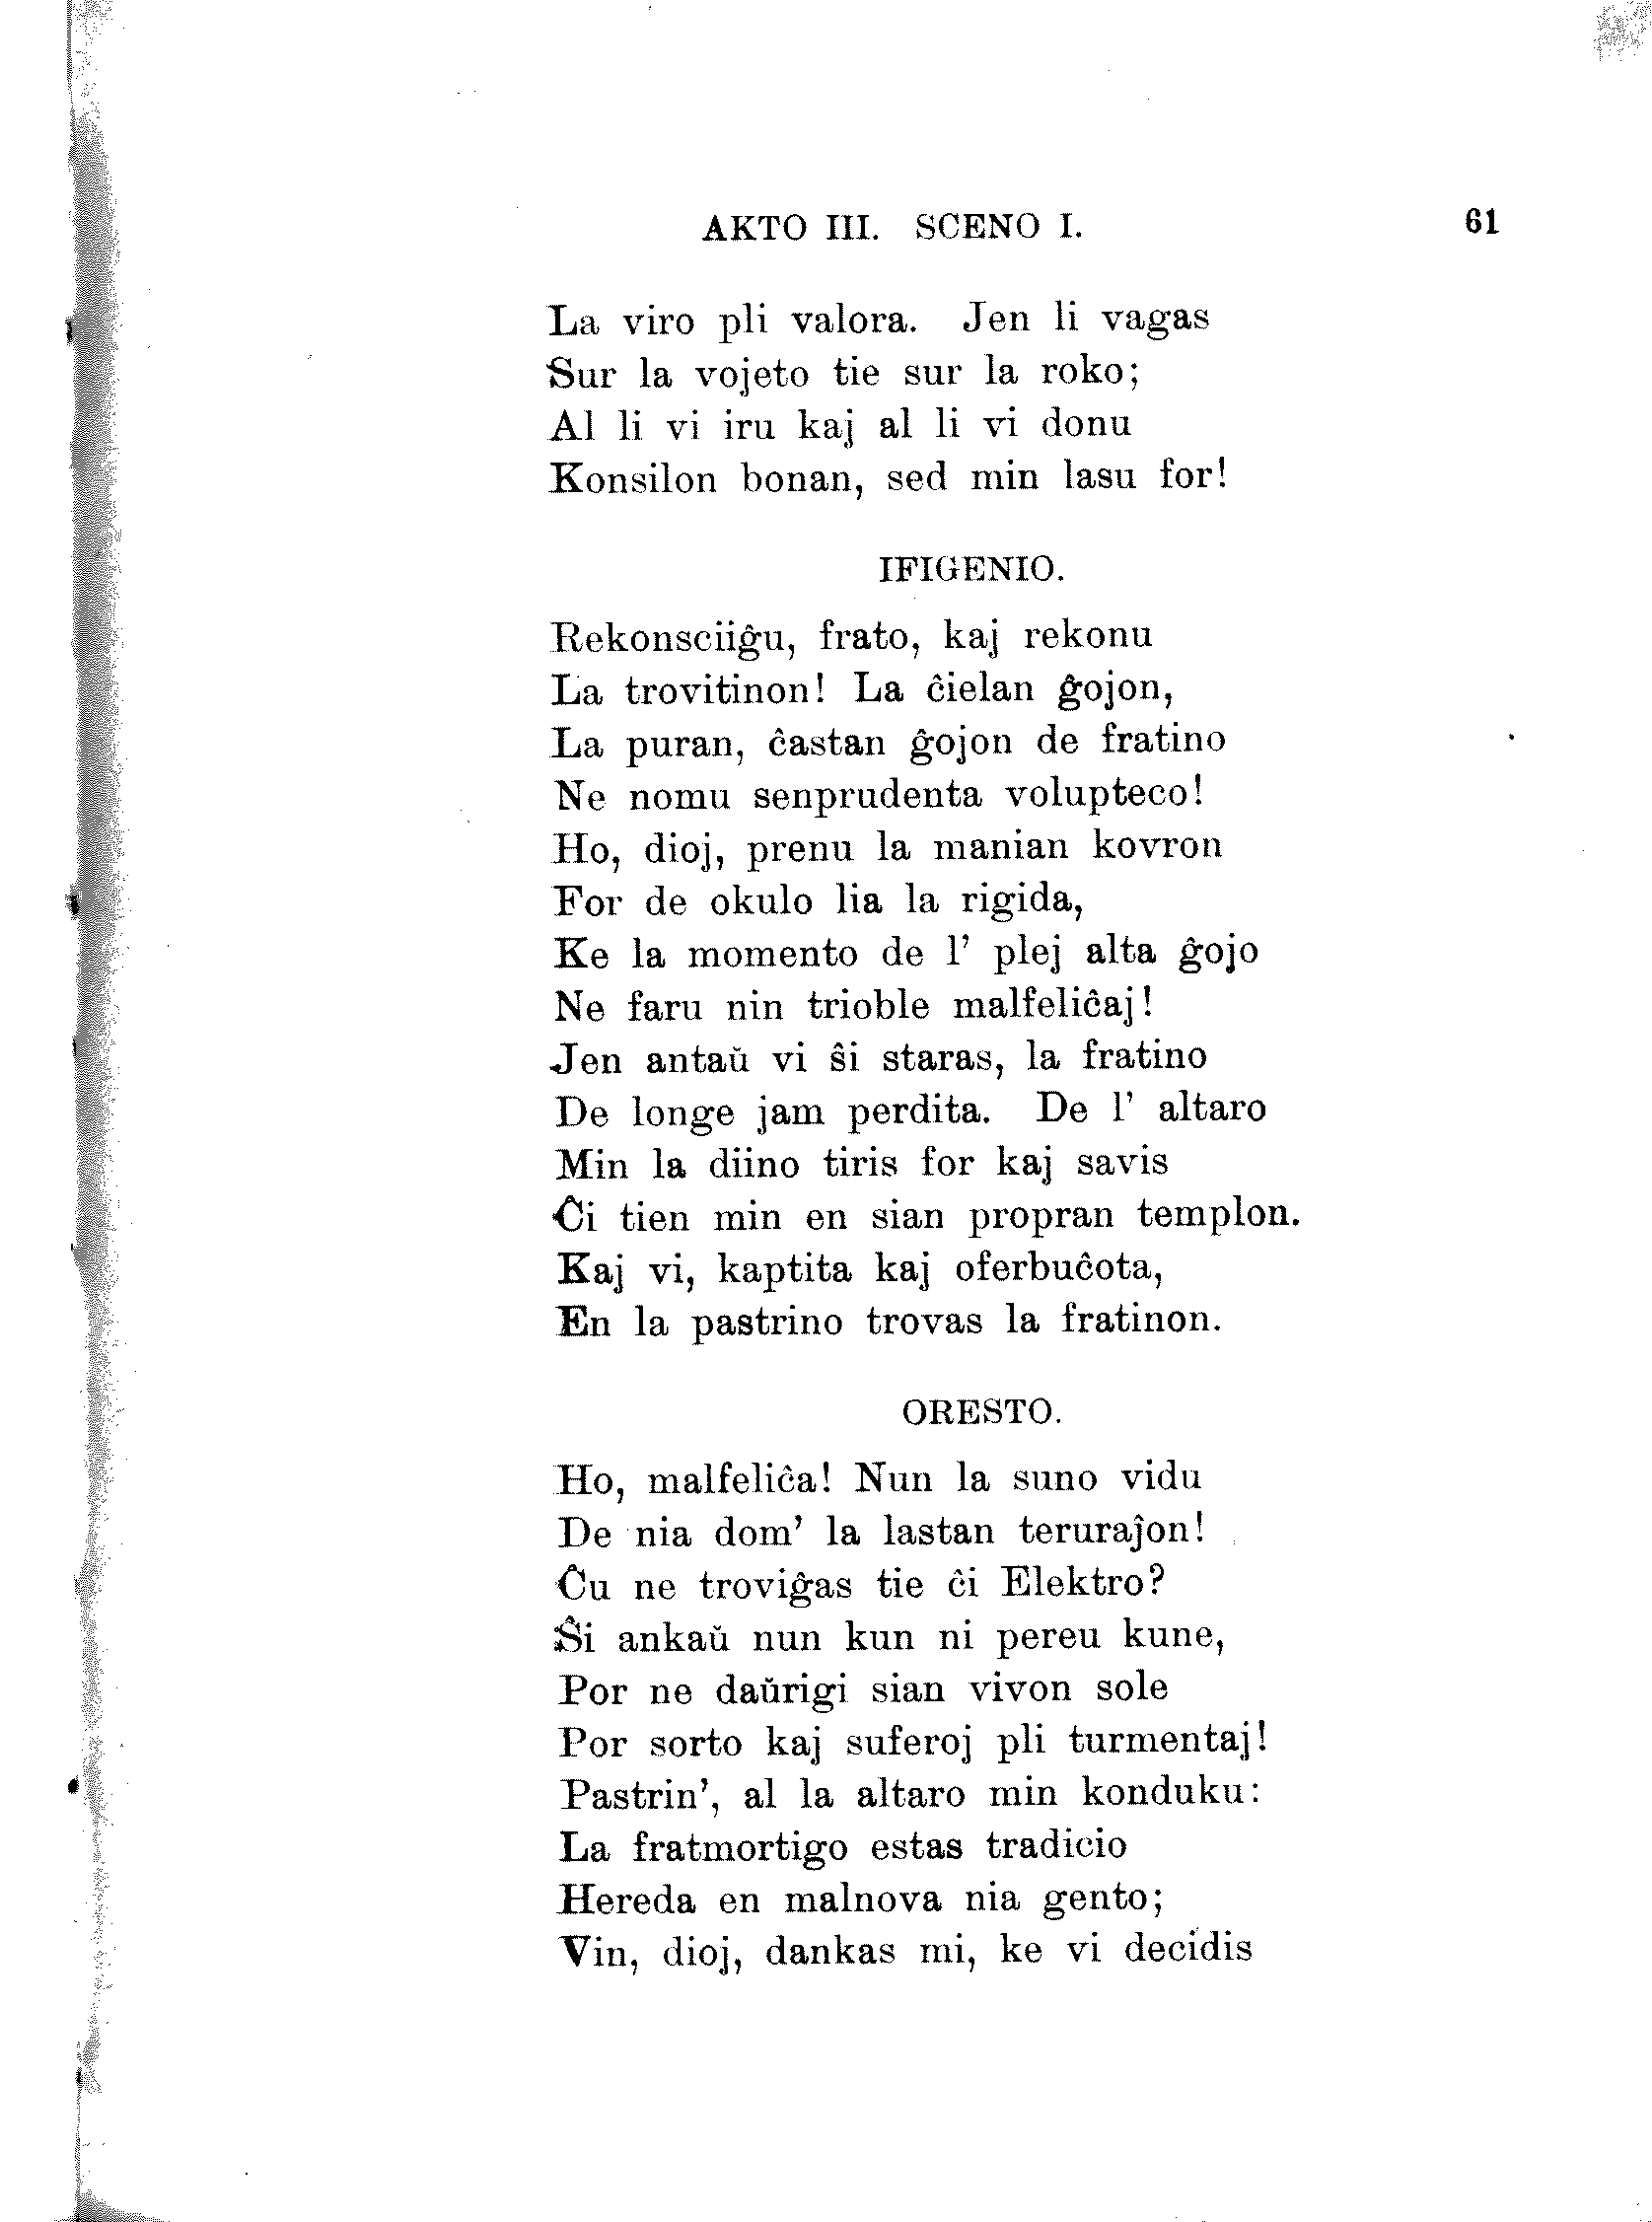 AKTO III. SCENO I. 61
La viro pli valora. Jen li vagas
Sur la vojeto tie sur la roko;
Al li vi iru kaj al li vi donu
Konsilon bonan, sed min lasu for!
IFIGENIO.
Rekonsciiĝu, frato, kaj rekonu
La trovitinon! La ĉielan ĝojon,
La puran, ĉastan ĝojon de fratino
Ne nomu senprudenta volupteco!
Ho, dioj, prenu la manian kovron
For de okulo lia la rigida,
Ke la momento de l' plej alta ĝojo
Ne faru nin trioble malfeliĉaj!
Jen antaŭ vi ŝi staras, la fratino
De longe jam perdita. De l' altaro
Min la diino tiris for kaj savis
Ĉi tien min en sian propran templon.
Kaj vi, kaptita kaj oferbuĉota,
En la pastrino trovas la fratinon.
ORESTO.
Ho, malfeliĉa! Nun la suno vidu
De nia dom' la lastan teruraĵon!
Ĉu ne troviĝas tie ĉi Elektro?
Ŝi ankaŭ nun kun ni pereu kune,
Por ne daŭrigi sian vivon sole
Por sorto kaj suferoj pli turmentaj!
Pastrin', al la altaro min konduku:
La fratmortigo estas tradicio
Hereda en malnova nia gento;
Vin, dioj, dankas mi, ke vi decidis